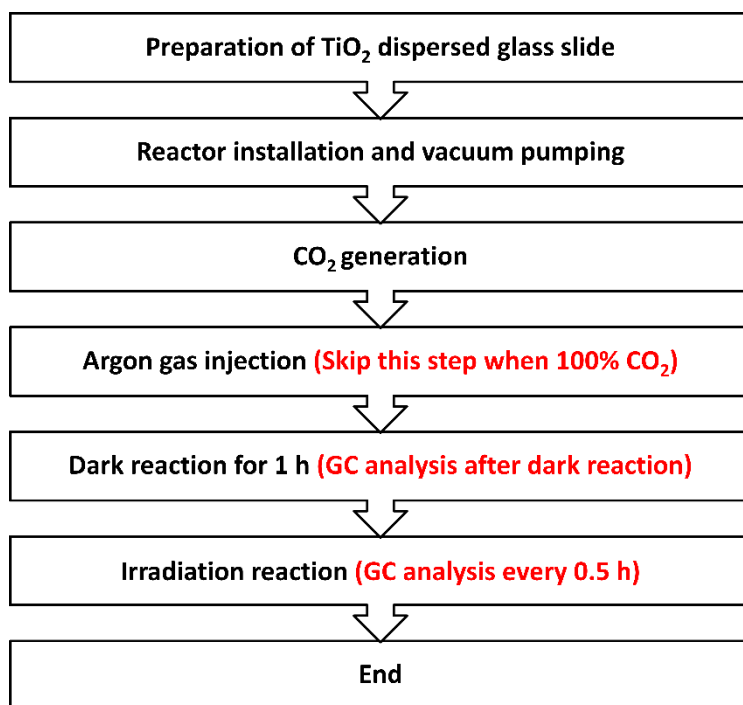 Preparation of TiO₂ dispersed glass slide
Reactor installation and vacuum pumping
CO₂ generation
Argon gas injection (Skip this step when 100% CO₂)
Dark reaction for 1 h (GC analysis after dark reaction)
Irradiation reaction (GC analysis every 0.5 h)
End